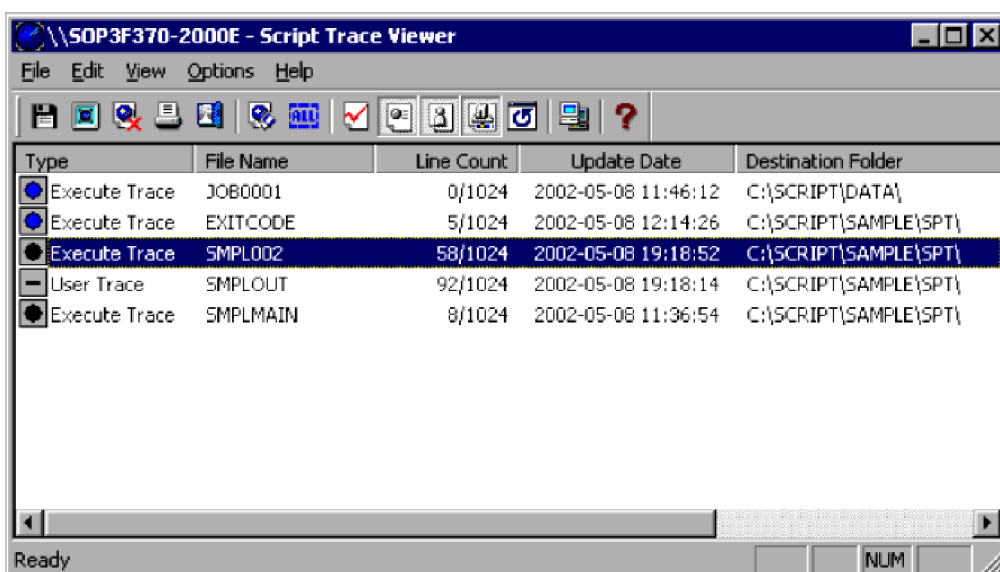 \\SOP3F370-2000E - Script Trace Viewer
File Edit View Options Help
ALL
Type File Name Line Count Update Date Destination Folder
Execute Trace JOB0001 0/1024 2002-05-08 11:46:12 C:\SCRIPT\DATA\
Execute Trace EXITCODE 5/1024 2002-05-08 12:14:26 C:\SCRIPT\SAMPLE\SPT\
Execute Trace SMPL002 58/1024 2002-05-08 19:18:52 C:\SCRIPT\SAMPLE\SPT\
User Trace SMPLOUT 92/1024 2002-05-08 19:18:14 C:\SCRIPT\SAMPLE\SPT\
Execute Trace SMPLMAIN 8/1024 2002-05-08 11:36:54 C:\SCRIPT\SAMPLE\SPT\
Ready NUM